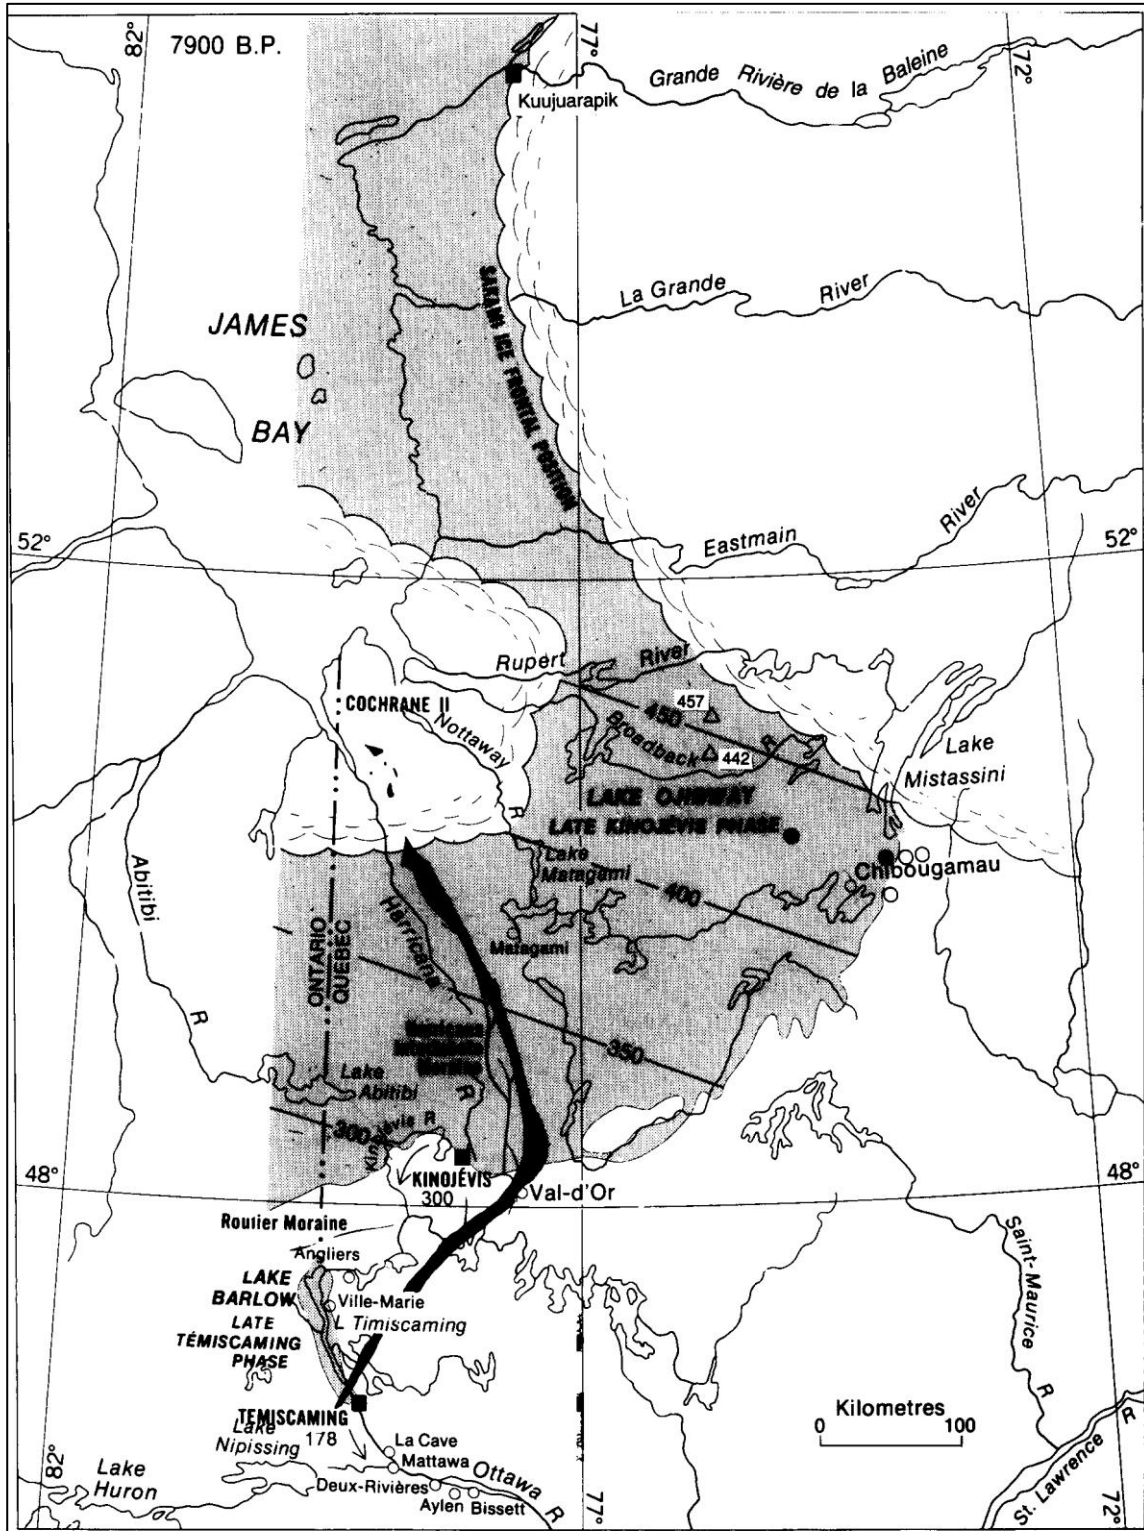 82°
7900 B.P.
77°
72°
Grande Rivière de la Baleine
Kuujuarapik
La Grande River
JAMES
BAY
SAKAMI ICE FRONTAL POSITION
52°
Eastmain River
52°
Rupert River
COCHRANE II
Nottaway
R
457
450
442
Broadback R
Lake
Mistassini
LAKE OJIBWAY
LATE KINOJÉVIS PHASE
Lake
Matagami
Chibougamau
400
Abitibi
R
Harricana
R
Matagami
ONTARIO
QUEBEC
Harricana
Moraine
350
Lake
Abitibi
300
Kinojévis R
48°
KINOJÉVIS
300
Val-d'Or
48°
Roulier Moraine
Angliers
LAKE
BARLOW
Ville-Marie
L Timiscaming
LATE
TÉMISCAMING
PHASE
Saint-Maurice
R
Kilometres
0 100
TEMISCAMING
178
Lake
Nipissing
La Cave
Mattawa
Ottawa R
Deux-Rivières
Aylen Bissett
Lake
Huron
82°
77°
St. Lawrence R
72°